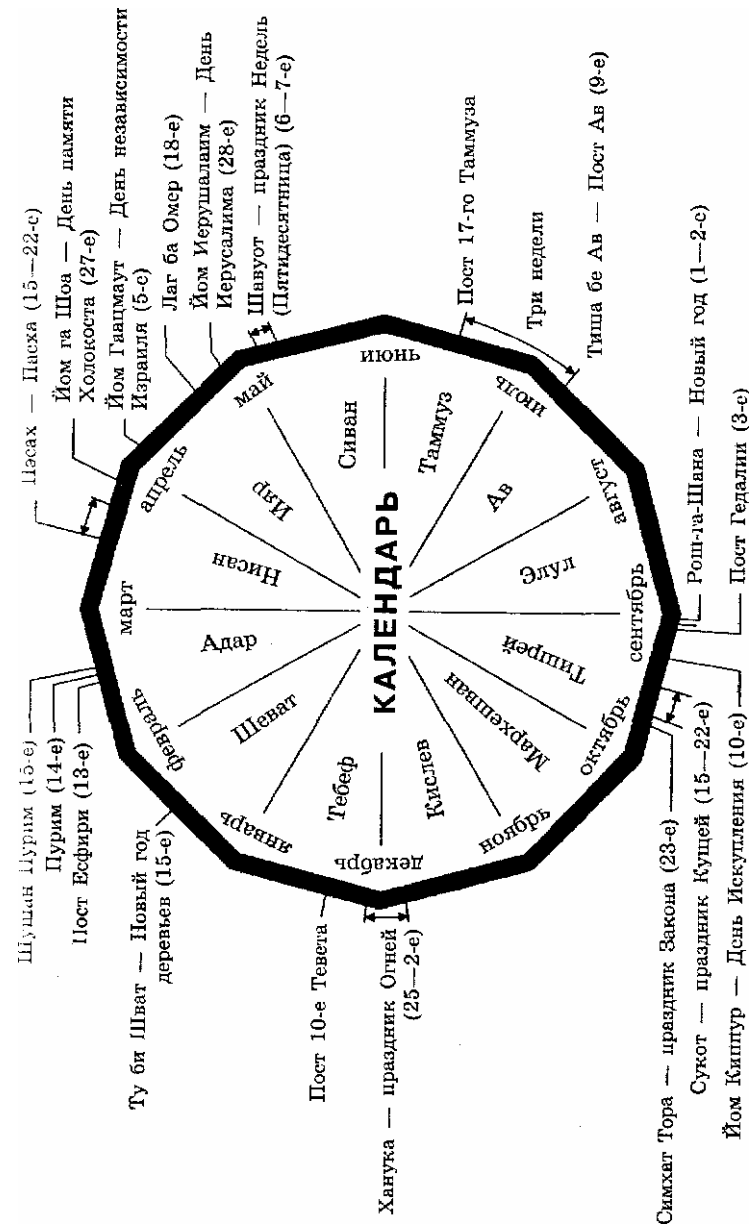 КАЛЕНДАРЬ
март
апрель
май
июнь
июль
август
сентябрь
октябрь
ноябрь
декабрь
январь
февраль
Нисан
Ияр
Сиван
Таммуз
Ав
Элул
Тишрей
Мархешван
Кислев
Тебеф
Шеват
Адар
Пэсах — Пасха (15—22-е)
Йом га Шоа — День памяти
Холокоста (27-е)
Йом Гаацмаут — День независимости
Израиля (5-е)
Лаг ба Омер (18-е)
Йом Иерушалаим — День
Иерусалима (28-е)
Шавуот — праздник Недель
(Пятидесятница) (6—7-е)
Пост 17-го Таммуза
Три недели
Тиша бе Ав — Пост Ав (9-е)
Рош-га-Шана — Новый год (1—2-е)
Пост Гедалии (3-е)
Йом Киппур — День Искупления (10-е)
Сукот — праздник Кущей (15—22-е)
Симхат Тора — праздник Закона (23-е)
Ханука — праздник Огней
(25—2-е)
Пост 10-е Тевета
Ту би Шват — Новый год
деревьев (15-е)
Пост Есфири (13-е)
Пурим (14-е)
Шушан Пурим (15-е)